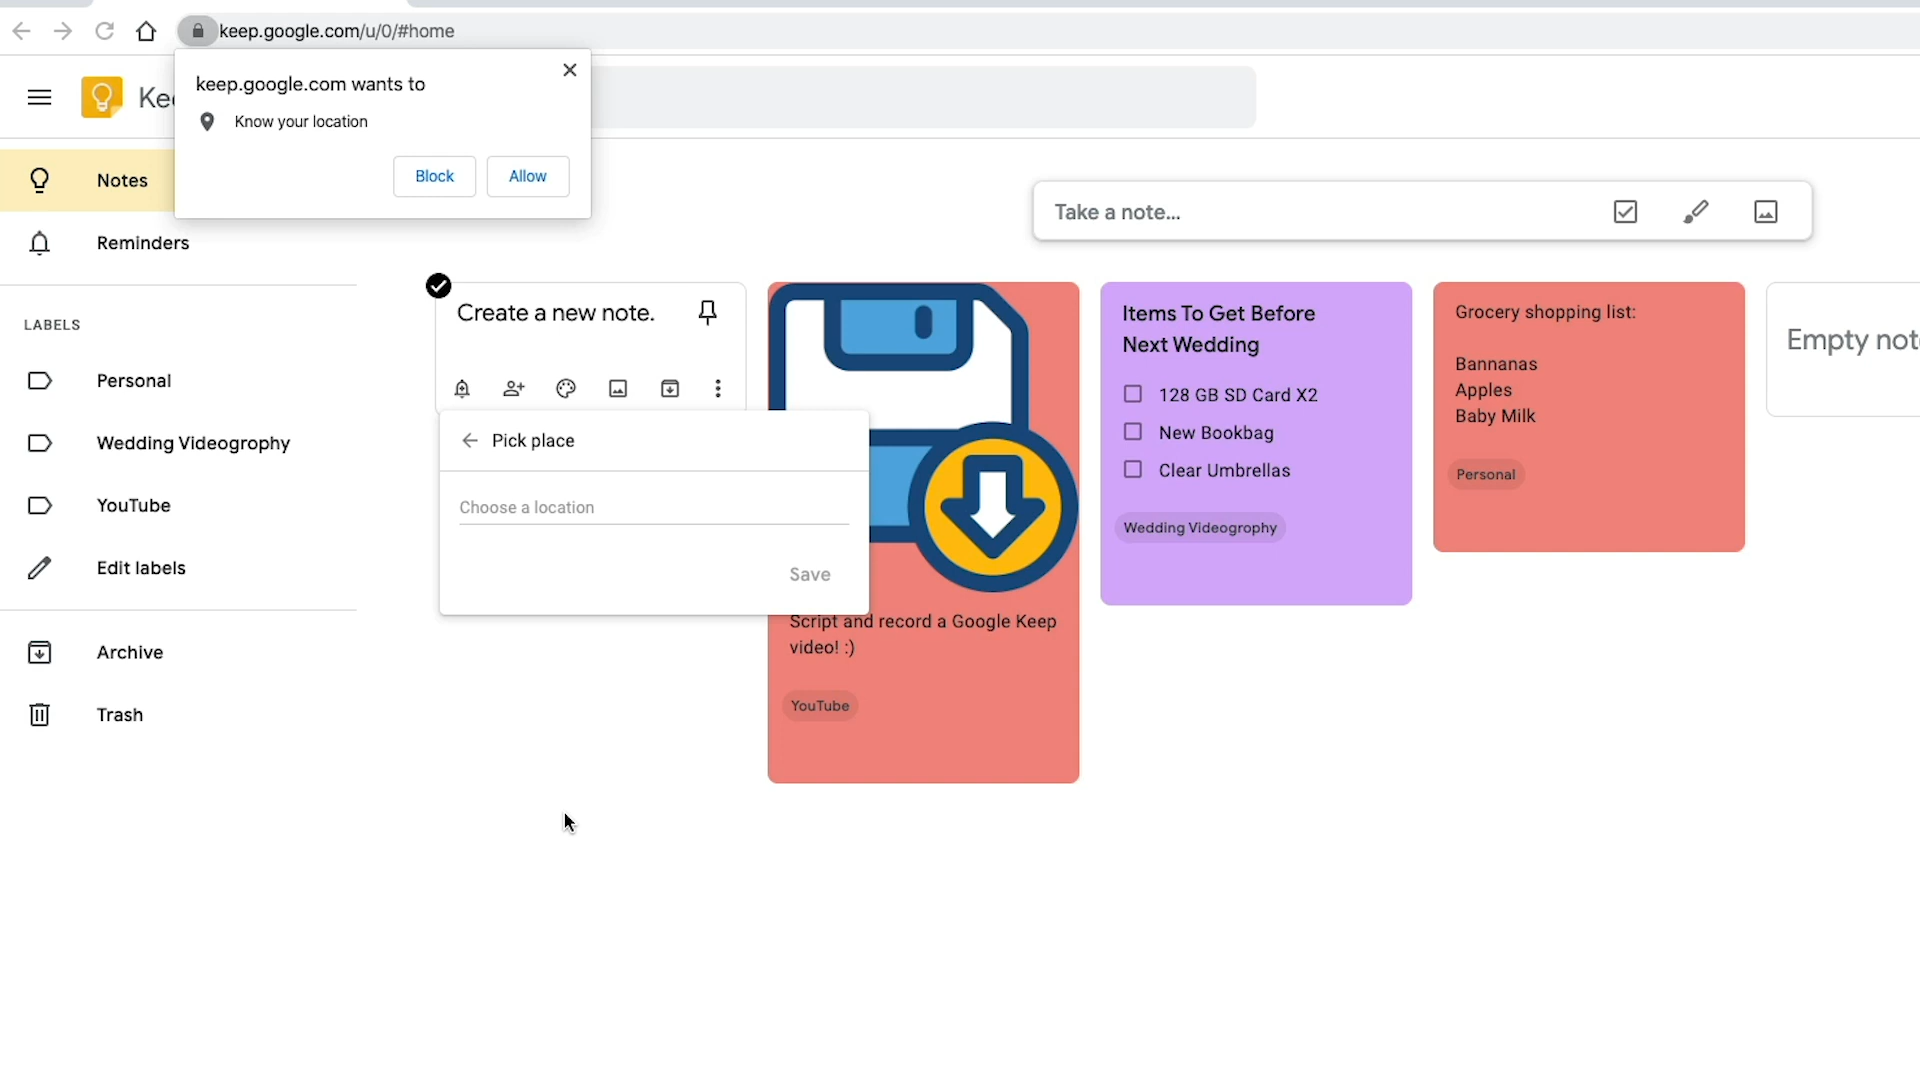 keep.google.com/u/0/#home
keep.google.com wants to
Know your location
Block
Allow
Notes
Reminders
LABELS
Personal
Wedding Videography
YouTube
Edit labels
Archive
Trash
Take a note...
Create a new note.
Pick place
Choose a location
Save
Script and record a Google Keep
video! :)
YouTube
Items To Get Before
Next Wedding
128 GB SD Card X2
New Bookbag
Clear Umbrellas
Wedding Videography
Grocery shopping list:
Bannanas
Apples
Baby Milk
Personal
Empty